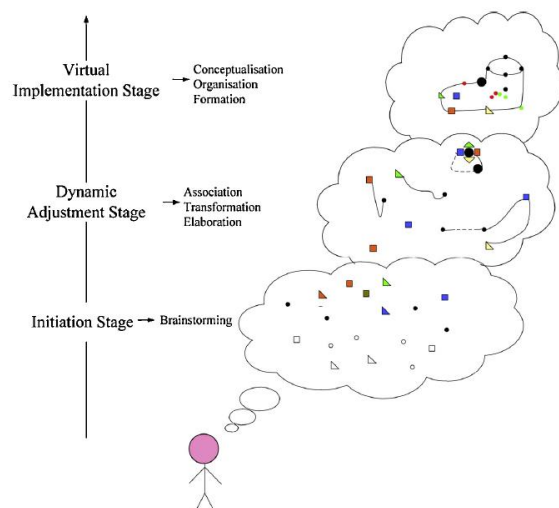 Virtual
Implementation Stage
Conceptualisation
Organisation
Formation
Dynamic
Adjustment Stage
Association
Transformation
Elaboration
Initiation Stage
Brainstorming